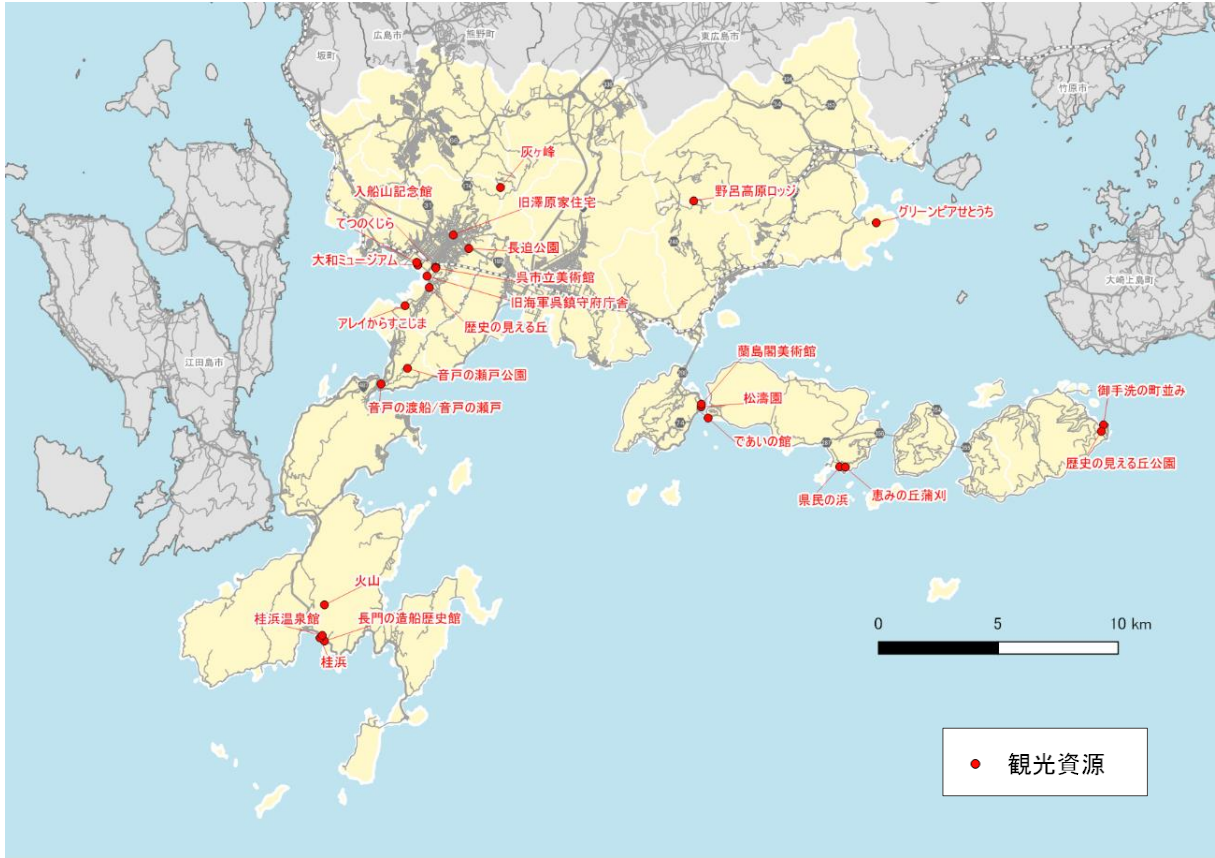 広島市
熊野町
東広島市
坂町
竹原市
灰ヶ峰
入船山記念館
旧澤原家住宅
野呂高原ロッジ
グリーンピアせとうち
てつのくじら
長迫公園
大和ミュージアム
呉市立美術館
旧海軍呉鎮守府庁舎
大崎上島町
アレイからすこじま
歴史の見える丘
江田島市
蘭島閣美術館
音戸の瀬戸公園
松濤園
音戸の渡船/音戸の瀬戸
であいの館
御手洗の町並み
歴史の見える丘公園
県民の浜
恵みの丘蒲刈
火山
桂浜温泉館
長門の造船歴史館
桂浜
0 5 10 km
観光資源